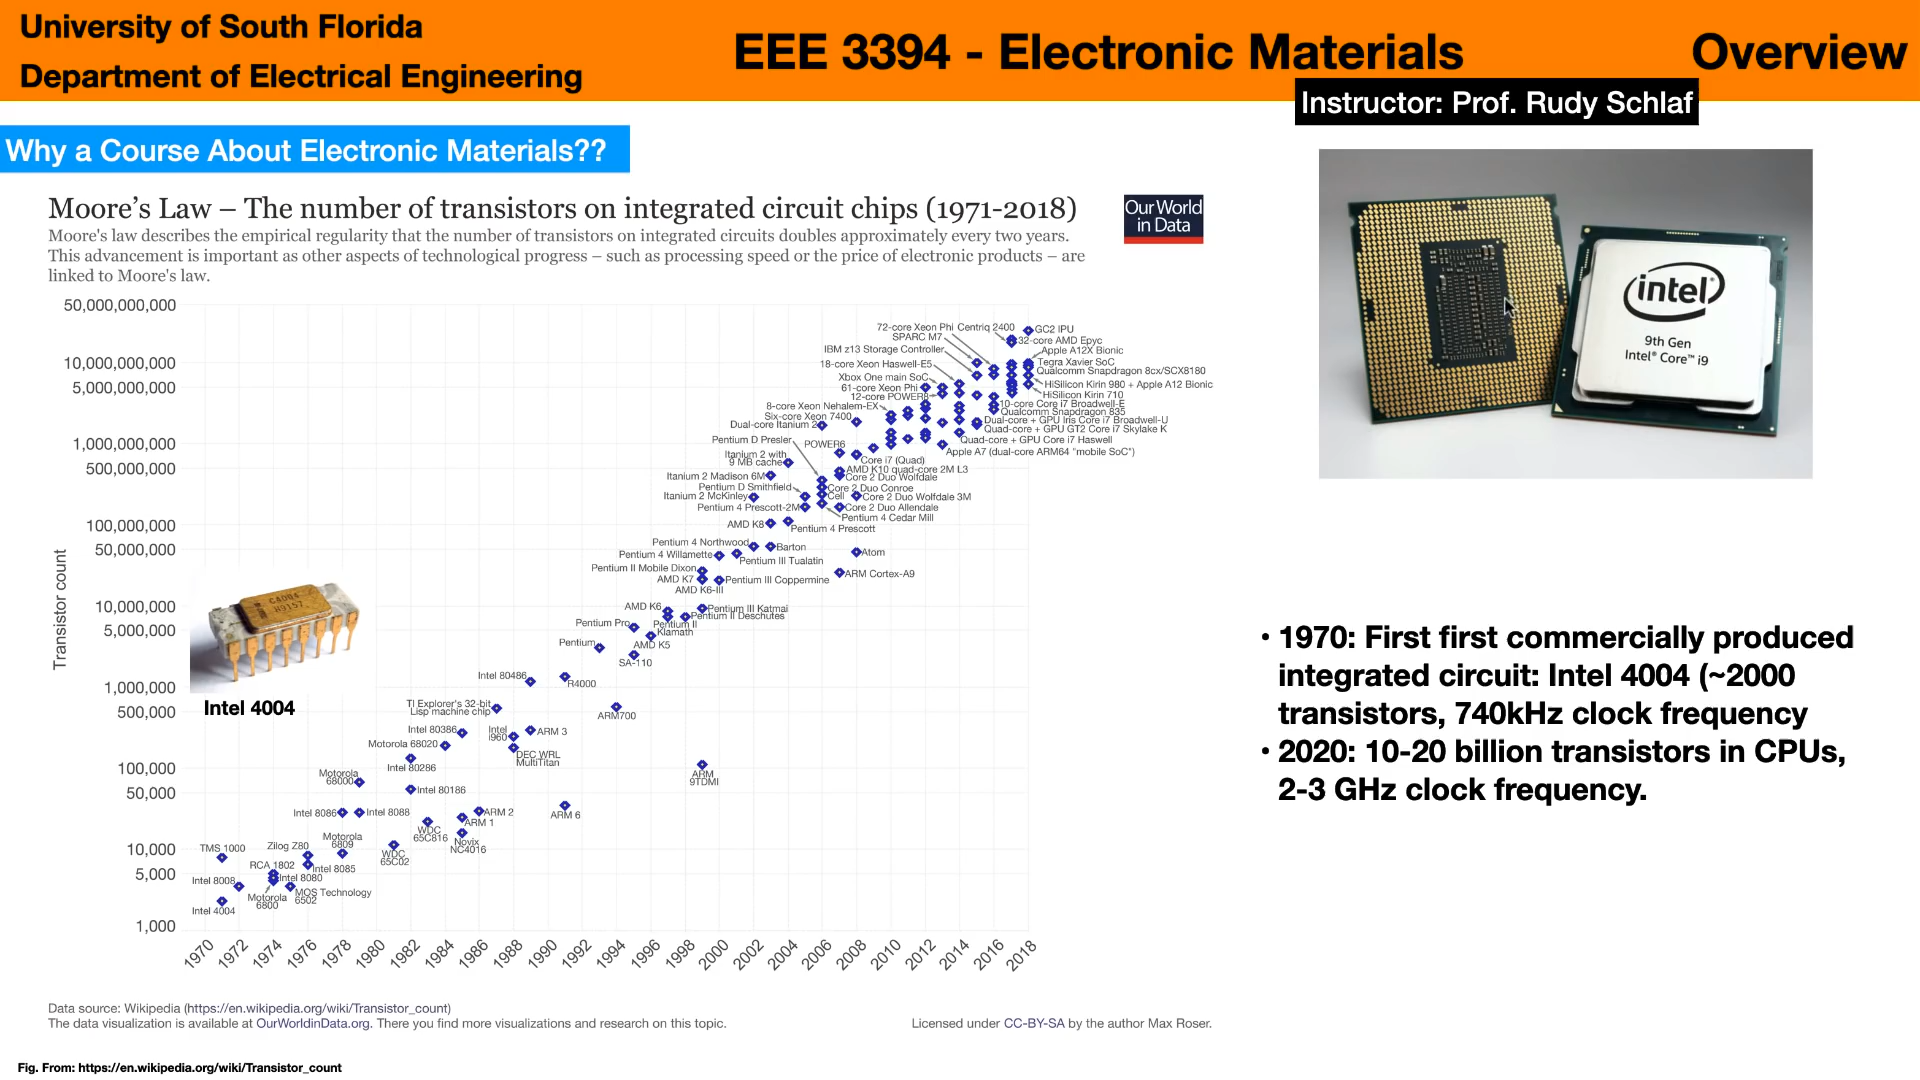 University of South Florida
Department of Electrical Engineering
EEE 3394 - Electronic Materials
Overview
Instructor: Prof. Rudy Schlaf
Why a Course About Electronic Materials??
Moore's Law – The number of transistors on integrated circuit chips (1971-2018)
Our World
in Data
Moore's law describes the empirical regularity that the number of transistors on integrated circuits doubles approximately every two years.
This advancement is important as other aspects of technological progress – such as processing speed or the price of electronic products – are
linked to Moore's law.
50,000,000,000
10,000,000,000
5,000,000,000
1,000,000,000
500,000,000
100,000,000
50,000,000
10,000,000
5,000,000
1,000,000
500,000
100,000
50,000
10,000
5,000
1,000
Transistor count
72-core Xeon Phi
Centriq 2400
GC2 IPU
SPARC M7
32-core AMD Epyc
IBM z13 Storage Controller
Apple A12X Bionic
18-core Xeon Haswell-E5
Tegra Xavier SoC
Qualcomm Snapdragon 8cx/SCX8180
Xbox One main SoC
61-core Xeon Phi
HiSilicon Kirin 980 + Apple A12 Bionic
12-core POWER8
HiSilicon Kirin 710
8-core Xeon Nehalem-EX
10-core Core i7 Broadwell-E
Six-core Xeon 7400
Qualcomm Snapdragon 835
Dual-core Itanium 2
Dual-core + GPU Iris Core i7 Broadwell-U
Quad-core + GPU GT2 Core i7 Skylake K
Pentium D Presler
POWER6
Quad-core + GPU Core i7 Haswell
Apple A7 (dual-core ARM64 "mobile SoC")
Itanium 2 with
9 MB cache
Core i7 (Quad)
AMD K10 quad-core 2M L3
Itanium 2 Madison 6M
Core 2 Duo Wolfdale
Pentium D Smithfield
Core 2 Duo Conroe
Itanium 2 McKinley
Cell
Core 2 Duo Wolfdale 3M
Pentium 4 Prescott-2M
Core 2 Duo Allendale
Pentium 4 Cedar Mill
AMD K8
Pentium 4 Prescott
Pentium 4 Northwood
Barton
Pentium 4 Willamette
Pentium III Tualatin
Atom
Pentium II Mobile Dixon
ARM Cortex-A9
AMD K7
Pentium III Coppermine
AMD K6-III
AMD K6
Pentium III Katmai
Pentium II Deschutes
Pentium Pro
Pentium II
Klamath
Pentium
AMD K5
SA-110
Intel 80486
R4000
TI Explorer's 32-bit
Lisp machine chip
ARM700
Intel 80386
Intel
i960
ARM 3
Motorola 68020
DEC WRL
MultiTitan
Intel 80286
Motorola
68000
ARM
9TDMI
Intel 80186
Intel 8086
Intel 8088
ARM 2
ARM 6
ARM 1
WDC
65C816
Motorola
6809
Novix
NC4016
TMS 1000
Zilog Z80
WDC
65C02
RCA 1802
Intel 8085
Intel 8008
Intel 8080
Motorola
6800
MOS Technology
6502
Intel 4004
C4004
Intel 4004
1970
1972
1974
1976
1978
1980
1982
1984
1986
1988
1990
1992
1994
1996
1998
2000
2002
2004
2006
2008
2010
2012
2014
2016
2018
intel
9th Gen
Intel® Core™ i9
• 1970: First first commercially produced
integrated circuit: Intel 4004 (~2000
transistors, 740kHz clock frequency
• 2020: 10-20 billion transistors in CPUs,
2-3 GHz clock frequency.
Data source: Wikipedia (https://en.wikipedia.org/wiki/Transistor_count)
The data visualization is available at OurWorldinData.org. There you find more visualizations and research on this topic.
Licensed under CC-BY-SA by the author Max Roser.
Fig. From: https://en.wikipedia.org/wiki/Transistor_count